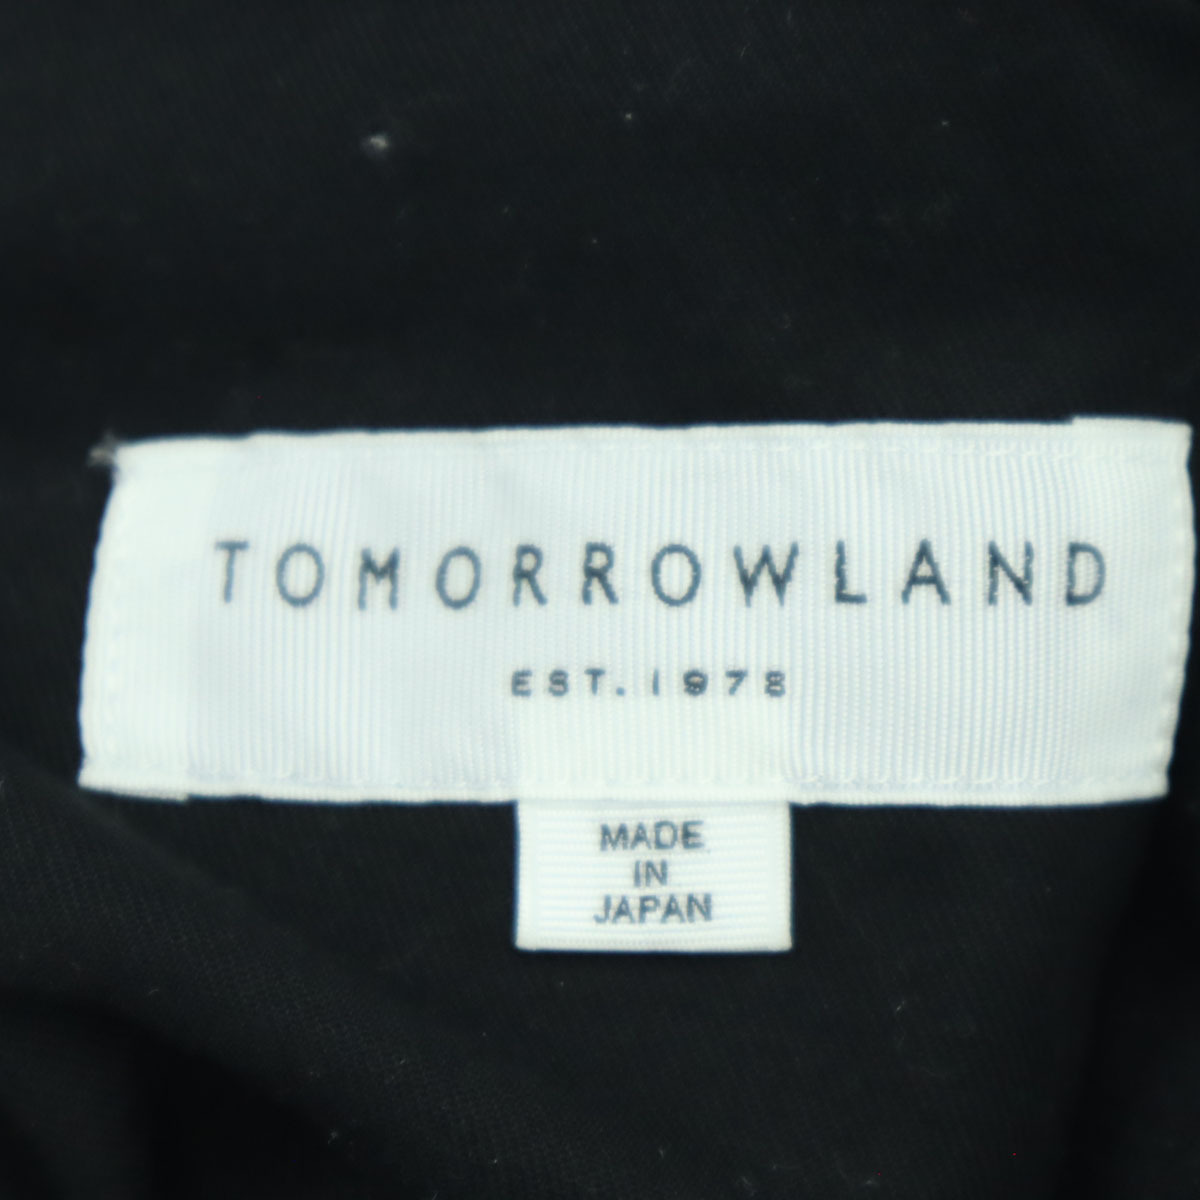 TOMORROWLAND
EST. 1978
MADE
IN
JAPAN